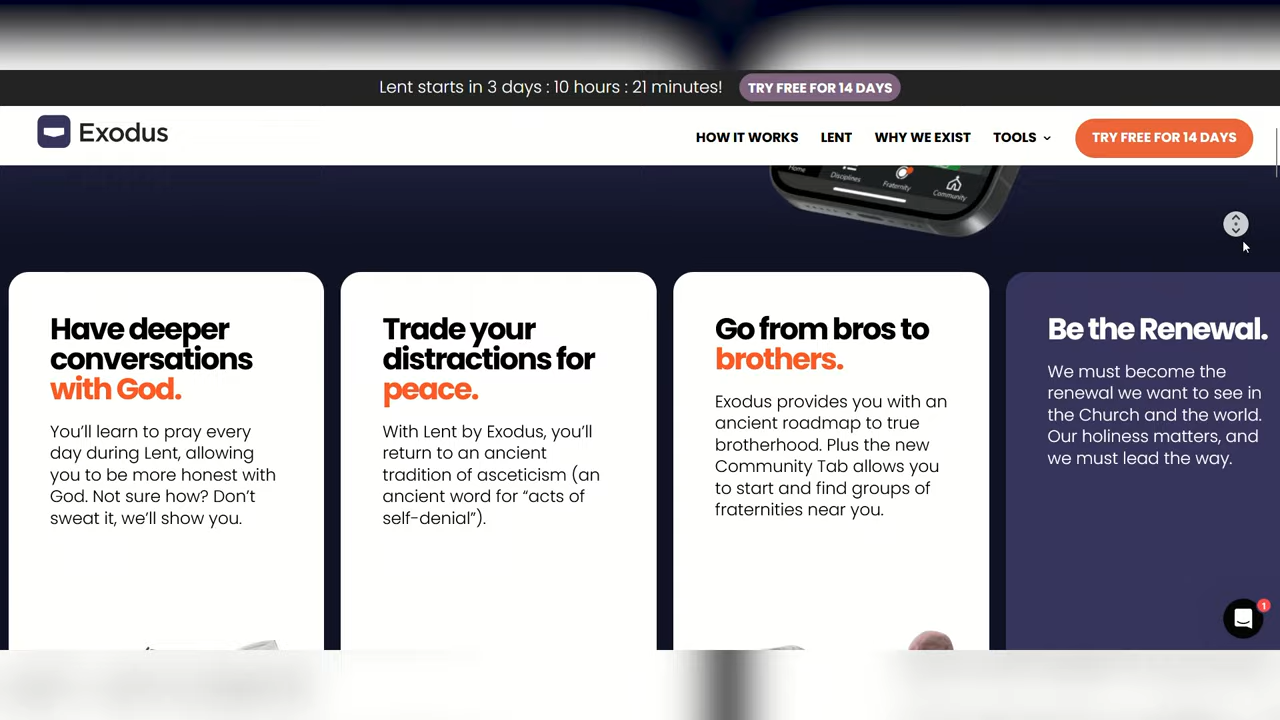 Lent starts in 3 days : 10 hours : 21 minutes!
TRY FREE FOR 14 DAYS
Exodus
HOW IT WORKS
LENT
WHY WE EXIST
TOOLS
TRY FREE FOR 14 DAYS
Home
Disciplines
Fraternity
Community
Have deeper
conversations
with God.
You’ll learn to pray every
day during Lent, allowing
you to be more honest with
God. Not sure how? Don’t
sweat it, we’ll show you.
Trade your
distractions for
peace.
With Lent by Exodus, you’ll
return to an ancient
tradition of asceticism (an
ancient word for “acts of
self-denial”).
Go from bros to
brothers.
Exodus provides you with an
ancient roadmap to true
brotherhood. Plus the new
Community Tab allows you
to start and find groups of
fraternities near you.
Be the Renewal.
We must become the
renewal we want to see in
the Church and the world.
Our holiness matters, and
we must lead the way.
1